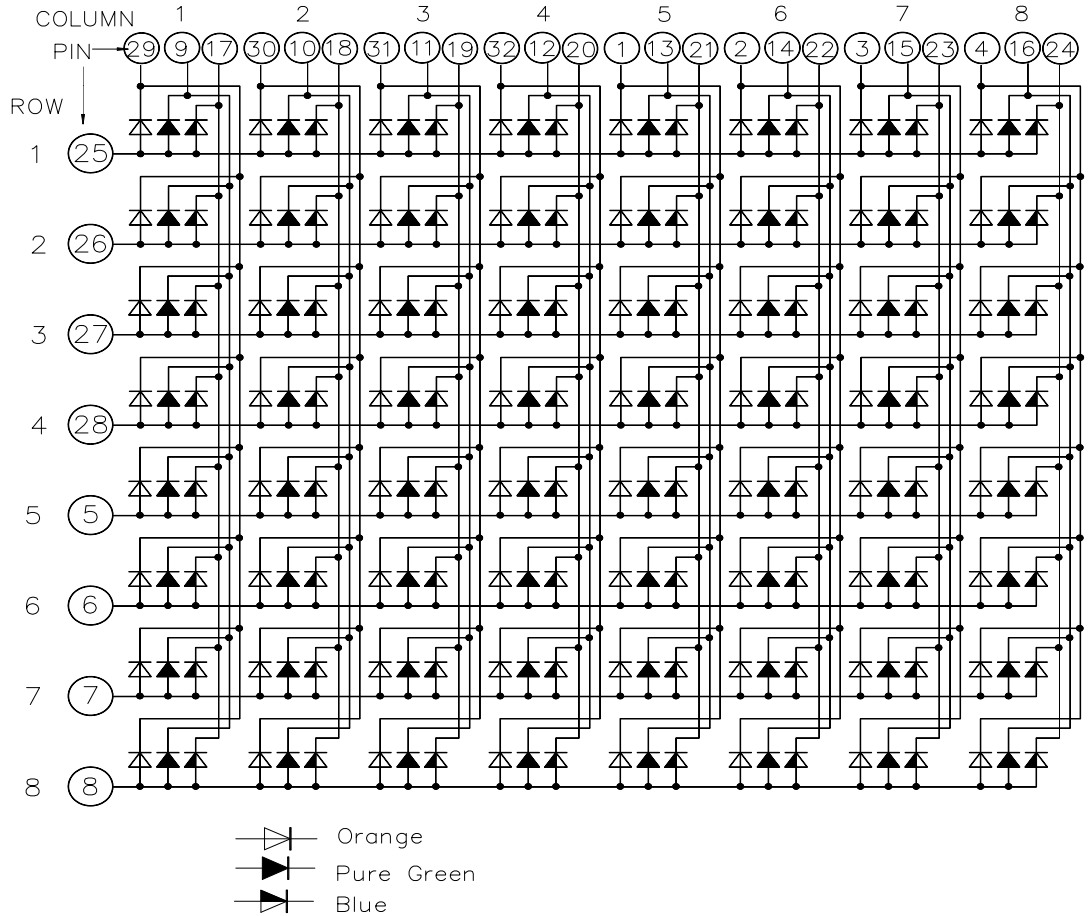 COLUMN 1 2 3 4 5 6 7 8
PIN 29 9 17 30 10 18 31 11 19 32 12 20 1 13 21 2 14 22 3 15 23 4 16 24
ROW
1 25
2 26
3 27
4 28
5 5
6 6
7 7
8 8
Orange
Pure Green
Blue